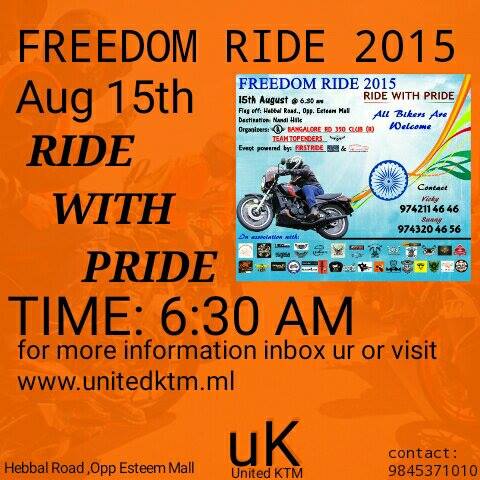 FREEDOM RIDE 2015
Aug 15th
RIDE
WITH
PRIDE
FREEDOM RIDE 2015
RIDE WITH PRIDE
15th August @ 6.30 am
Flag off: Hebbal Road., Opp. Esteem Mall
Destination: Nandi Hills
Organizers: BANGALORE RD 350 CLUB (R)
TEAM TOPENDERS
Event powered by: FIRSTRIDE
All Bikers Are
Welcome
Contact
Vicky
974211 46 46
Sunny
974320 46 56
In association with:
TIME: 6:30 AM
for more information inbox ur or visit
www.unitedktm.ml
uK
United KTM
Hebbal Road ,Opp Esteem Mall
contact:
9845371010